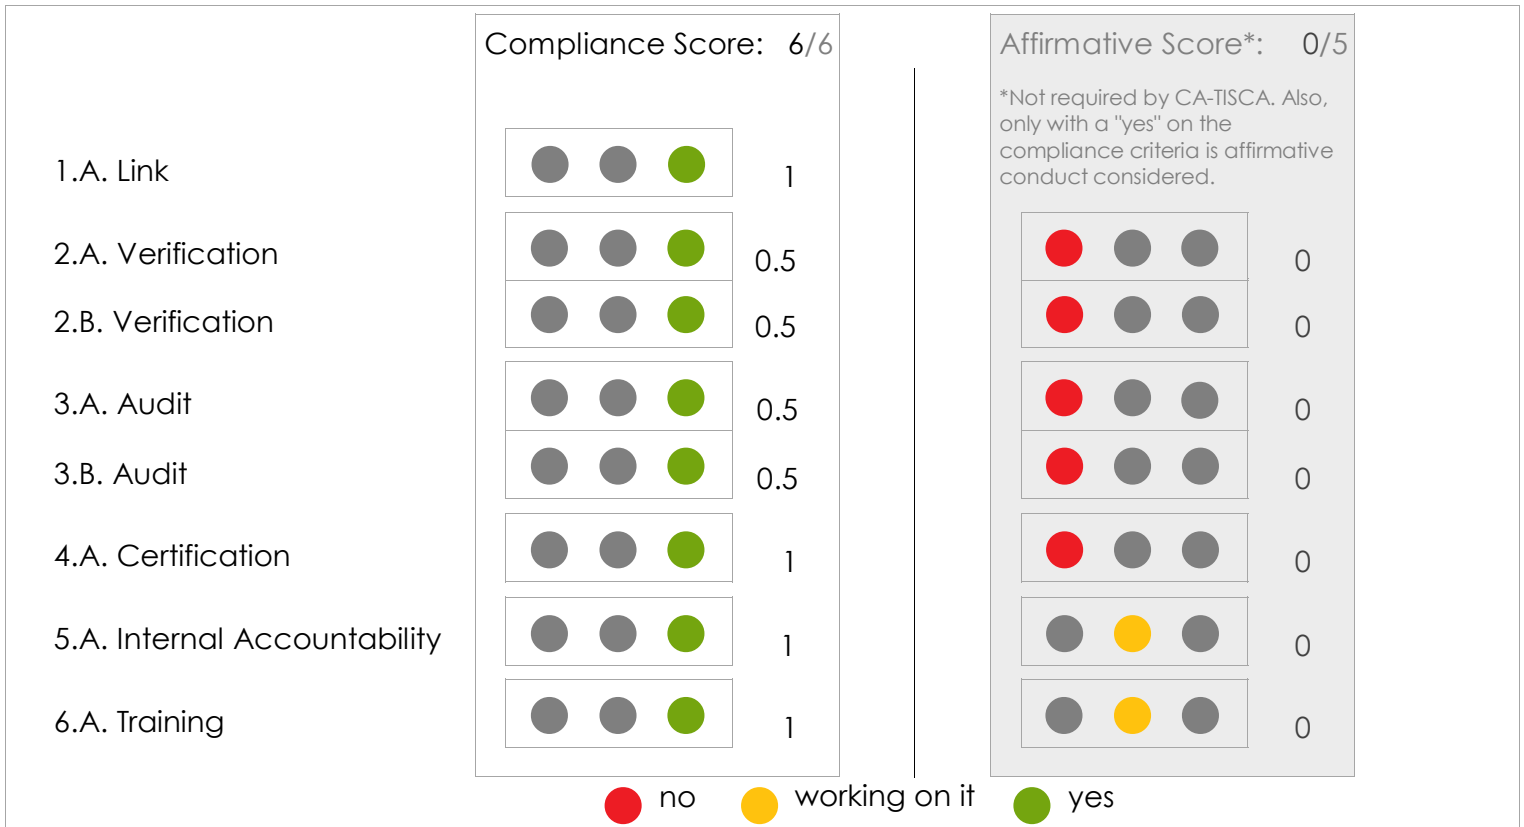 Compliance Score: 6/6
Affirmative Score*: 0/5
*Not required by CA-TISCA. Also,
only with a "yes" on the
compliance criteria is affirmative
conduct considered.
1.A. Link 1
2.A. Verification 0.5 0
2.B. Verification 0.5 0
3.A. Audit 0.5 0
3.B. Audit 0.5 0
4.A. Certification 1 0
5.A. Internal Accountability 1 0
6.A. Training 1 0
no working on it yes